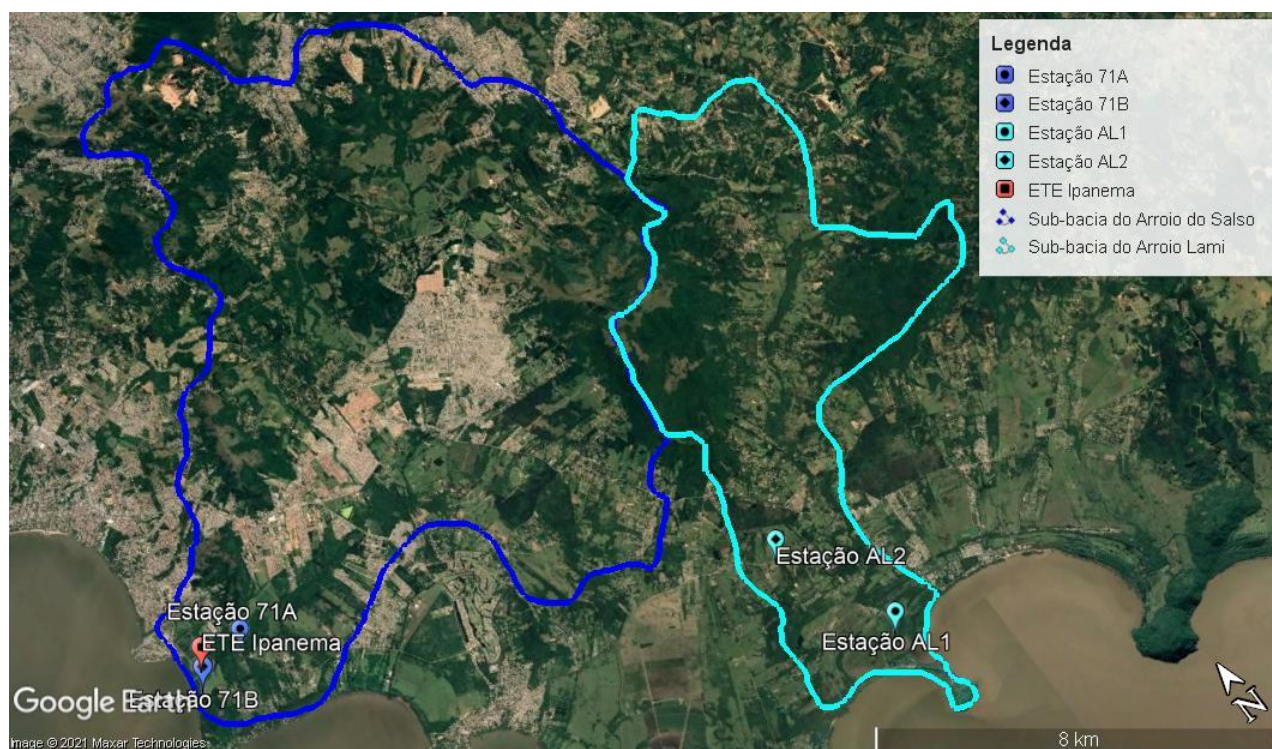 Legenda
Estação 71A
Estação 71B
Estação AL1
Estação AL2
ETE Ipanema
Sub-bacia do Arroio do Salso
Sub-bacia do Arroio Lami
Estação AL2
Estação 71A
Estação AL1
ETE Ipanema
Estação 71B
Google Earth
N
Image © 2021 Maxar Technologies
8 km